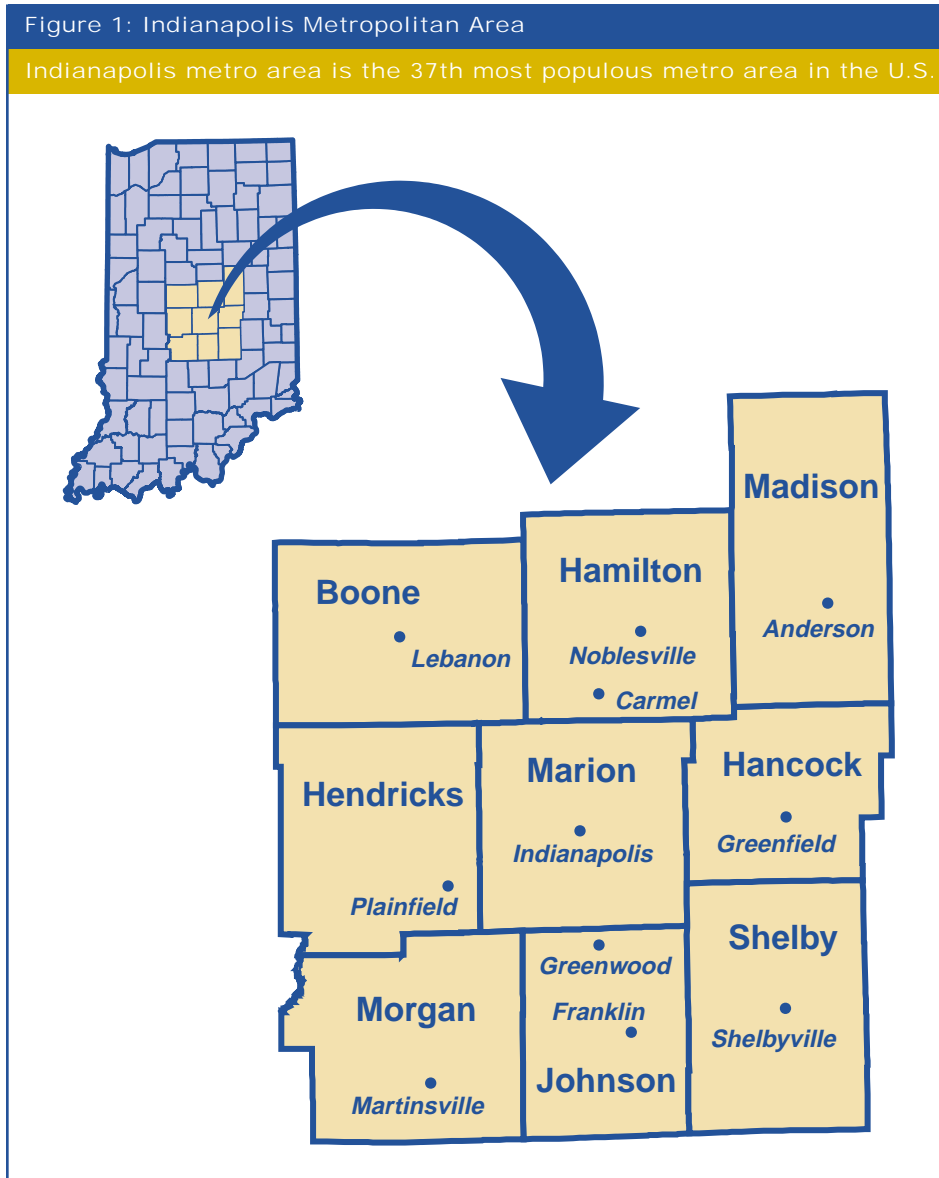 Figure 1: Indianapolis Metropolitan Area
Indianapolis metro area is the 37th most populous metro area in the U.S.
Madison
Anderson
Hamilton
Noblesville
Carmel
Boone
Lebanon
Hendricks
Plainfield
Marion
Indianapolis
Hancock
Greenfield
Shelby
Shelbyville
Greenwood
Franklin
Johnson
Morgan
Martinsville